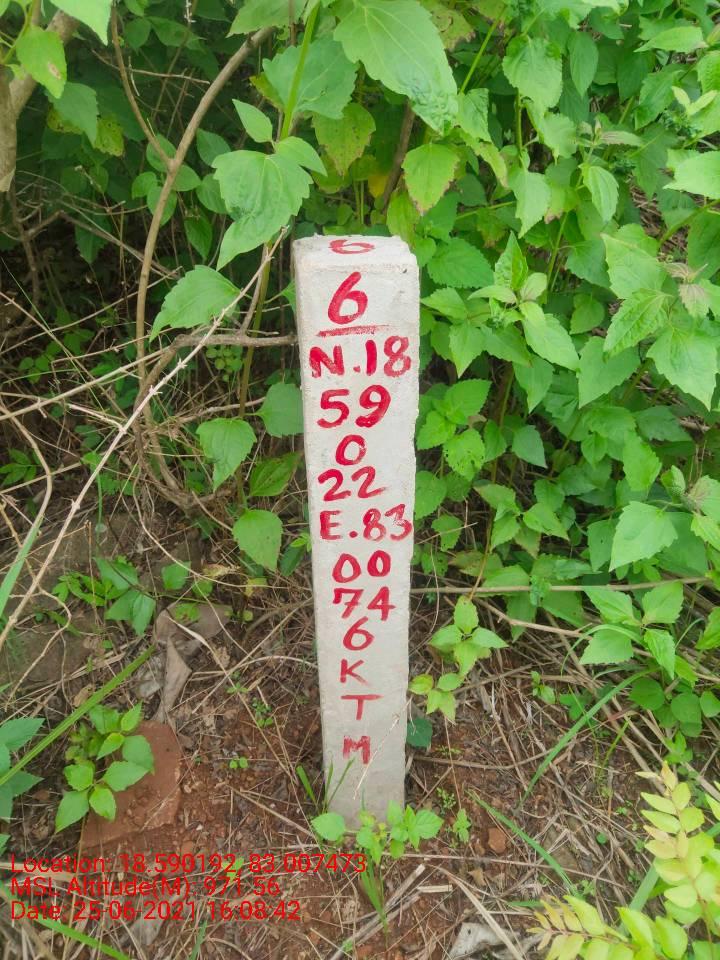 6
6
N.18
59
0
22
E.83
00
74
6
K
T
M
Location: 18.590192, 83.007473
MSL Altitude(M): 971.56
Date: 25-06-2021 16:08:42